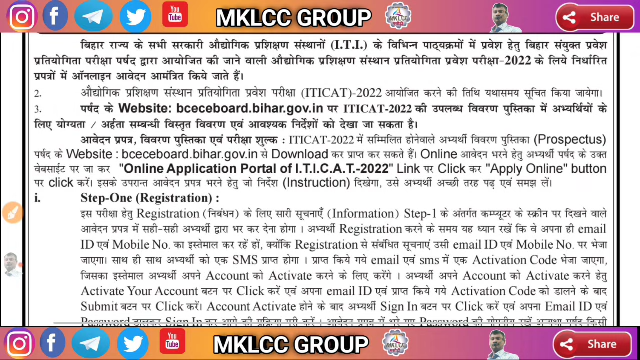 MKLCC GROUP
You Tube
Share
बिहार राज्य के सभी सरकारी औद्योगिक प्रशिक्षण संस्थानों (I.T.I.) के विभिन्न पाठ्यक्रमों में प्रवेश हेतु बिहार संयुक्त प्रवेश
प्रतियोगिता परीक्षा पर्षद द्वारा आयोजित की जाने वाली औद्योगिक प्रशिक्षण संस्थान प्रतियोगिता प्रवेश परीक्षा-2022 के लिये निर्धारित
प्रपत्रों में ऑनलाइन आवेदन आमंत्रित किये जाते हैं।
2. औद्योगिक प्रशिक्षण संस्थान प्रतियोगिता प्रवेश परीक्षा (ITICAT-2022) आयोजित करने की तिथि यथासमय सूचित किया जायेगा।
3. पर्षद के Website: bceceboard.bihar.gov.in पर ITICAT-2022 की उपलब्ध विवरण पुस्तिका में अभ्यर्थियों के
लिए योग्यता / अर्हता सम्बन्धी विस्तृत विवरण एवं आवश्यक निर्देशों को देखा जा सकता है।
आवेदन प्रपत्र, विवरण पुस्तिका एवं परीक्षा शुल्क : ITICAT-2022 में सम्मिलित होनेवाले अभ्यर्थी विवरण पुस्तिका (Prospectus)
पर्षद के Website : bceceboard.bihar.gov.in से Download कर प्राप्त कर सकते हैं। Online आवेदन भरने हेतु अभ्यर्थी पर्षद के उक्त
वेबसाईट पर जा कर "Online Application Portal of I.T.I.C.A.T.-2022" Link पर Click कर "Apply Online" button
पर click करें। इसके उपरान्त आवेदन प्रपत्र भरने हेतु जो निर्देश (Instruction) दिखेगा, उसे अभ्यर्थी अच्छी तरह पढ़ एवं समझ लें।
i. Step-One (Registration) :
इस परीक्षा हेतु Registration (निबंधन) के लिए सारी सूचनाएँ (Information) Step-1 के अंतर्गत कम्प्यूटर के स्क्रीन पर दिखने वाले
आवेदन प्रपत्र में सही-सही अभ्यर्थी द्वारा भर कर देना होगा। अभ्यर्थी Registration करने के समय यह ध्यान रखें कि वे अपना ही email
ID एवं Mobile No. का इस्तेमाल कर रहे हों, क्योंकि Registration से संबंधित सूचनाएँ उसी email ID एवं Mobile No. पर भेजा
जाएगा। साथ ही साथ अभ्यर्थी को एक SMS प्राप्त होगा। प्राप्त किये गये email एवं sms में एक Activation Code भेजा जाएगा,
जिसका इस्तेमाल अभ्यर्थी अपने Account को Activate करने के लिए करेंगे। अभ्यर्थी अपने Account को Activate करने हेतु
Activate Your Account बटन पर Click करें एवं अपना email ID एवं प्राप्त किये गये Activation Code को डालने के बाद
Submit बटन पर Click करें। Account Activate होने के बाद अभ्यर्थी Sign In बटन पर Click करें एवं अपना Email ID एवं
Password डालकर Sign In कर आगे की प्रक्रिया पूरी करें।
You Tube
MKLCC GROUP
Share